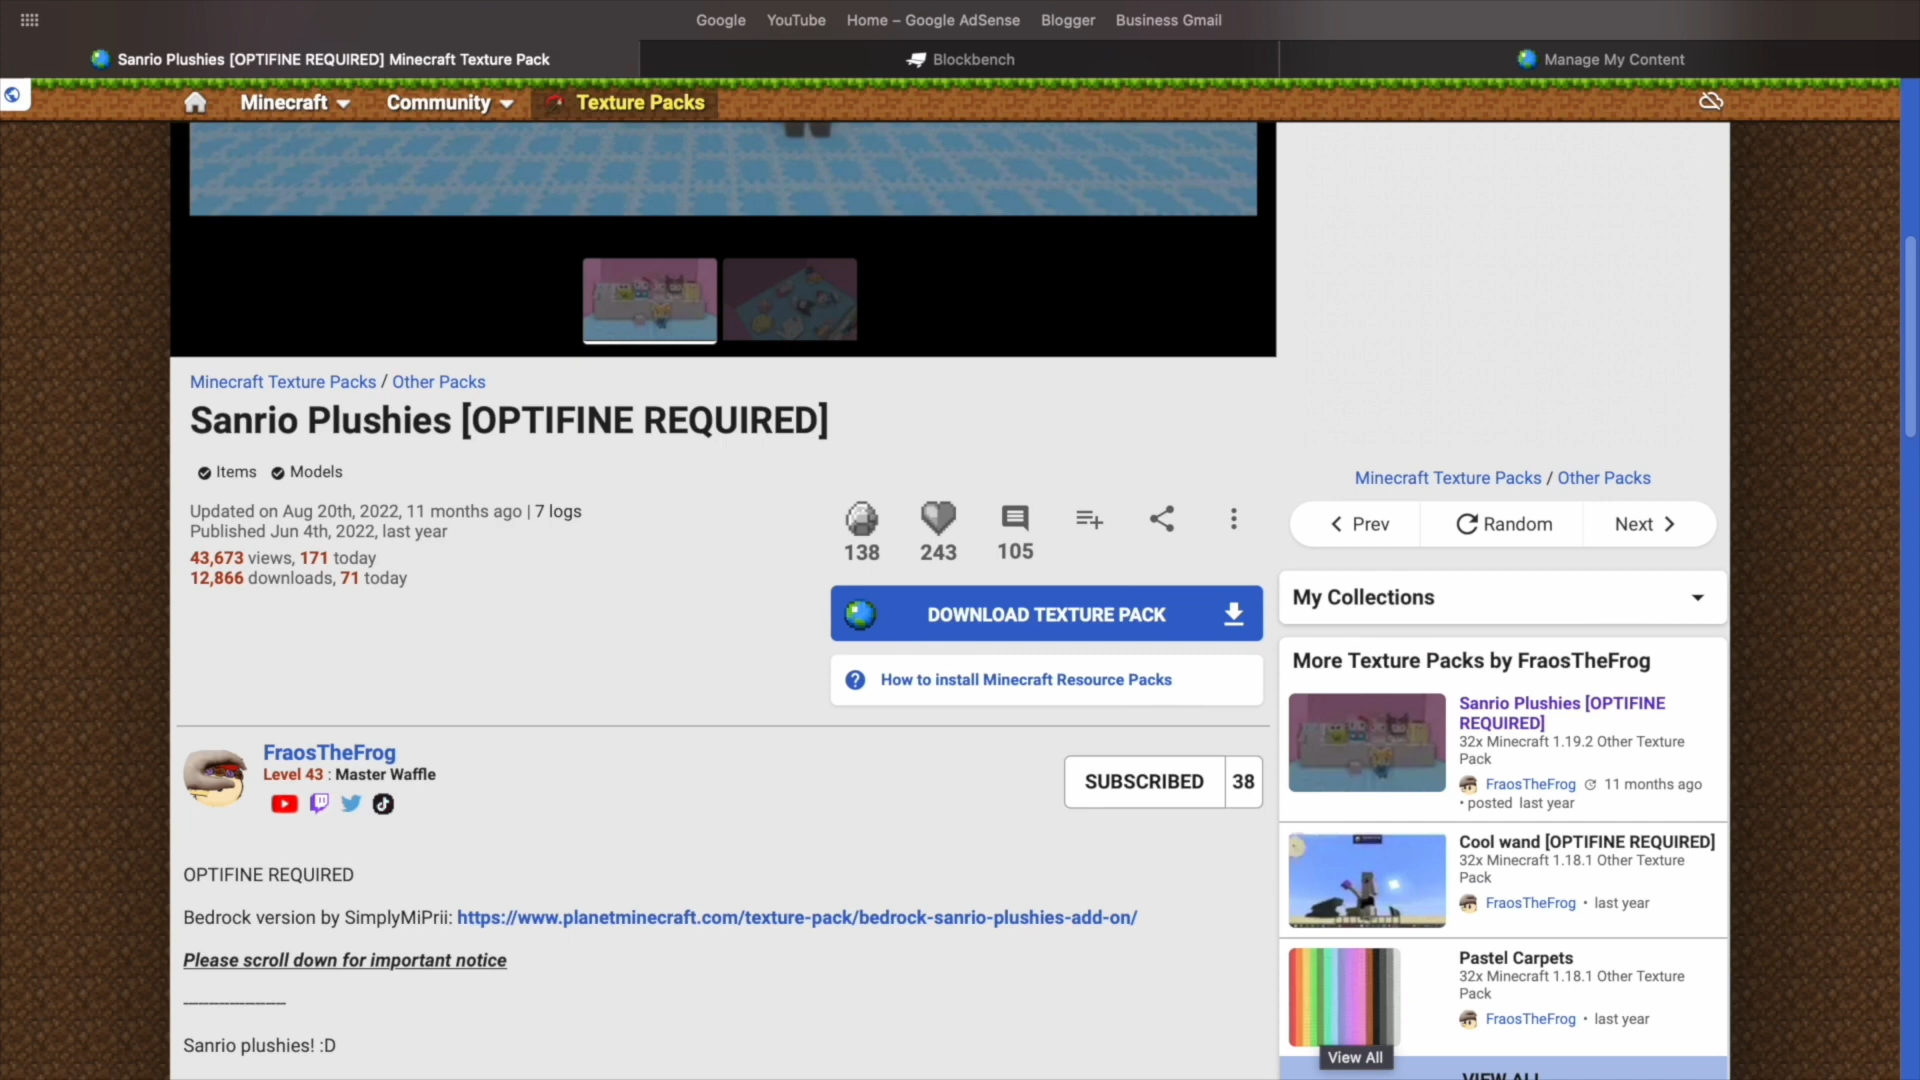 Google YouTube Home – Google AdSense Blogger Business Gmail
Sanrio Plushies [OPTIFINE REQUIRED] Minecraft Texture Pack
Blockbench
Manage My Content
Minecraft Community Texture Packs
Minecraft Texture Packs / Other Packs
Sanrio Plushies [OPTIFINE REQUIRED]
Items Models
Updated on Aug 20th, 2022, 11 months ago | 7 logs
Published Jun 4th, 2022, last year
43,673 views, 171 today
12,866 downloads, 71 today
138 243 105
DOWNLOAD TEXTURE PACK
How to install Minecraft Resource Packs
FraosTheFrog
Level 43 : Master Waffle
SUBSCRIBED 38
OPTIFINE REQUIRED
Bedrock version by SimplyMiPrii: https://www.planetminecraft.com/texture-pack/bedrock-sanrio-plushies-add-on/
Please scroll down for important notice
____________
Sanrio plushies! :D
Minecraft Texture Packs / Other Packs
Prev Random Next
My Collections
More Texture Packs by FraosTheFrog
Sanrio Plushies [OPTIFINE
REQUIRED]
32x Minecraft 1.19.2 Other Texture
Pack
FraosTheFrog 11 months ago
• posted last year
Cool wand [OPTIFINE REQUIRED]
32x Minecraft 1.18.1 Other Texture
Pack
FraosTheFrog • last year
Pastel Carpets
32x Minecraft 1.18.1 Other Texture
Pack
FraosTheFrog • last year
View All
VIEW ALL